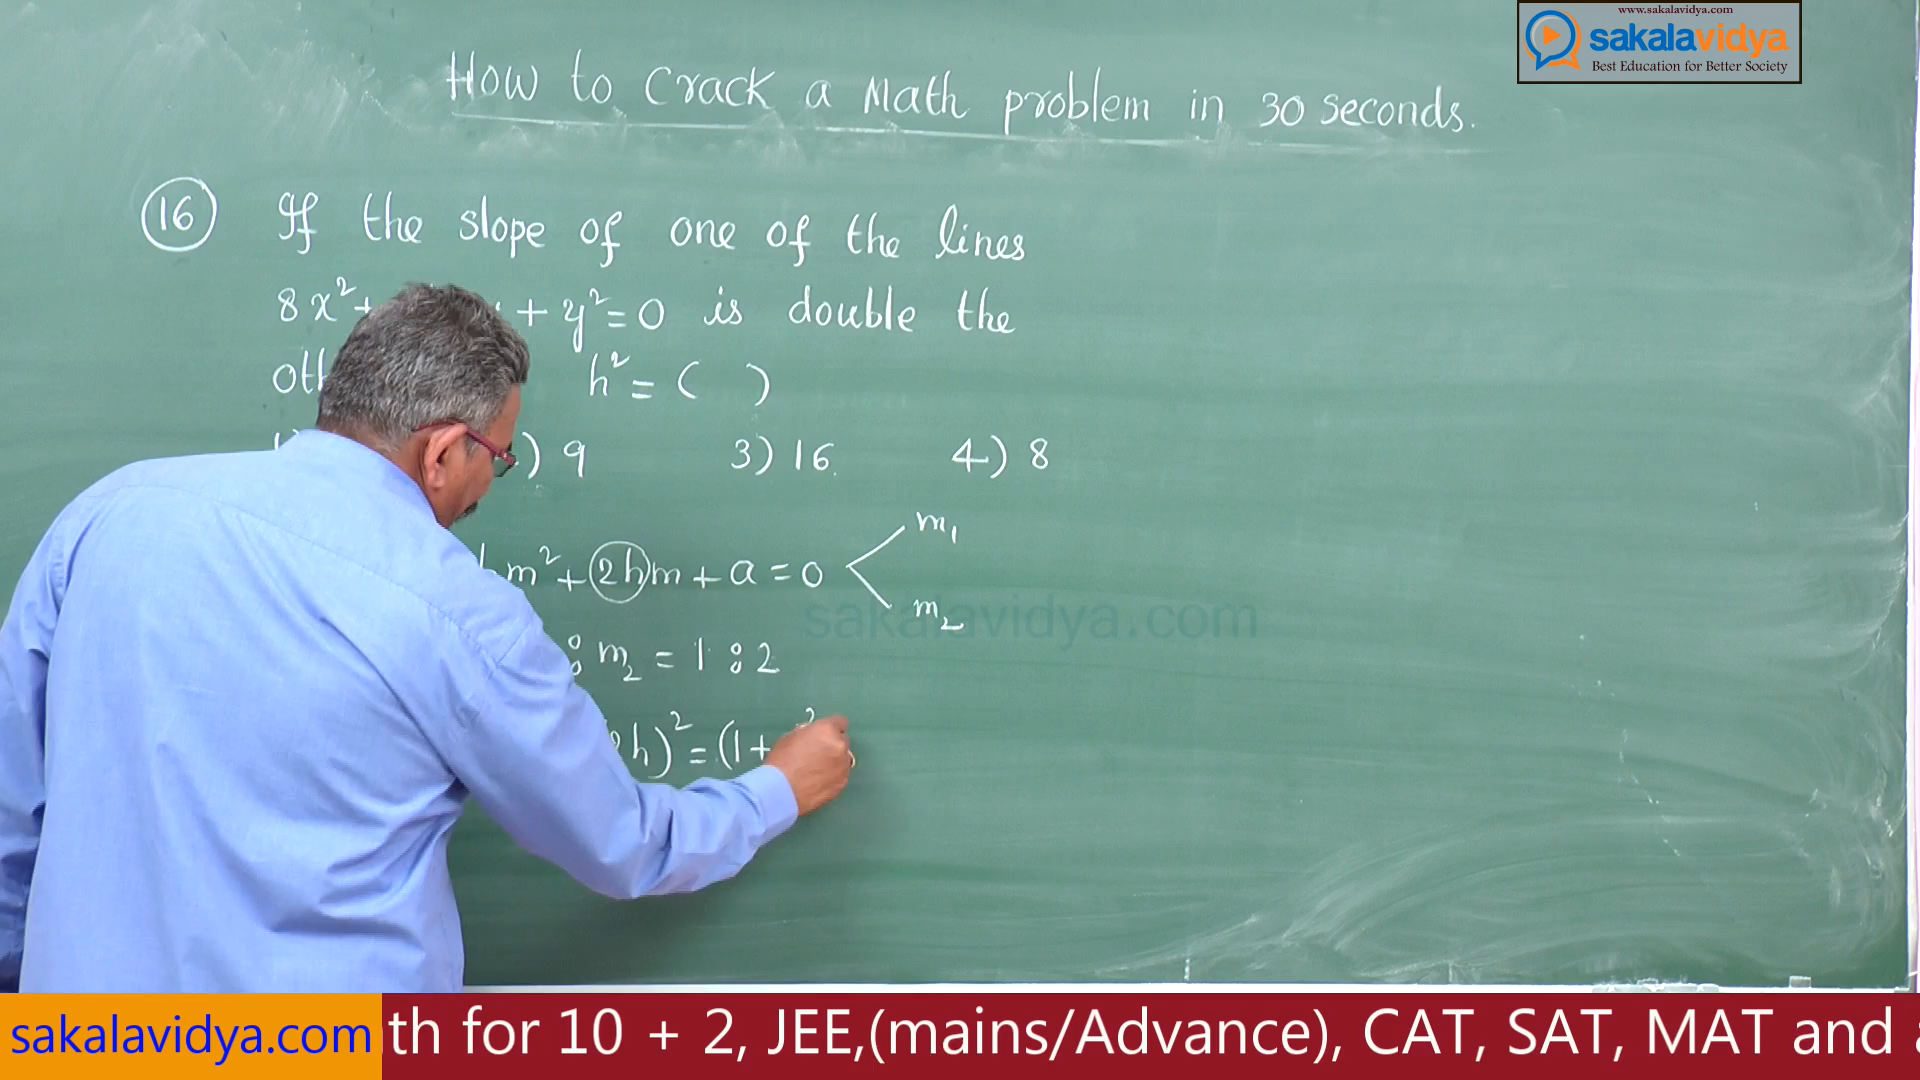 www.sakalavidya.com
sakalavidya
Best Education for Better Society
How to Crack a Math problem in 30 seconds.
16 If the slope of one of the lines
8x²+ + y² = 0 is double the
h² = ( )
) 9 3) 16 4) 8
m² + 2hm + a = 0 m₁
m₂
sakalavidya.com
: m₂ = 1 : 2
h)² = (1+ ²
sakalavidya.com th for 10 + 2, JEE,(mains/Advance), CAT, SAT, MAT and